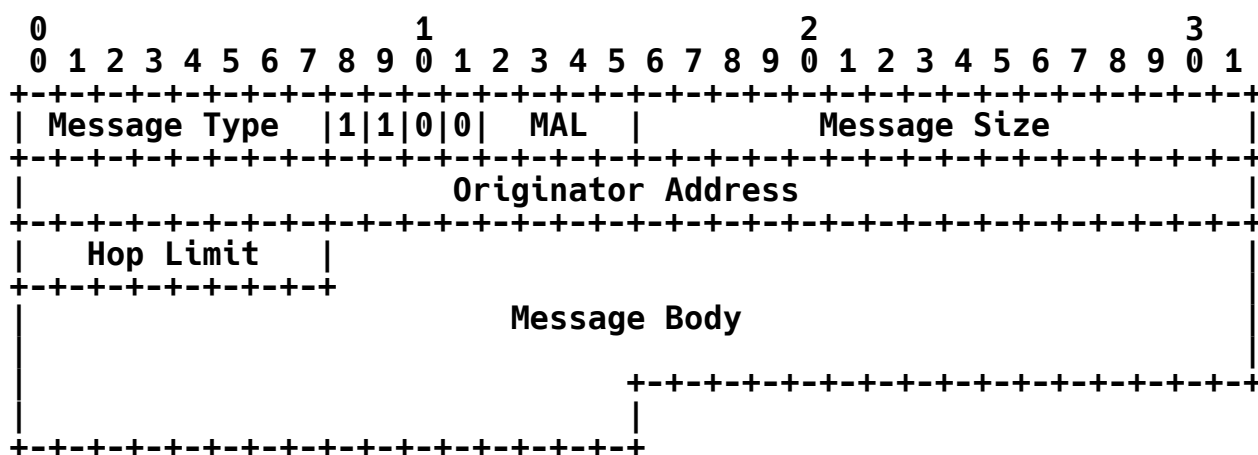 0                   1                   2                   3
 0 1 2 3 4 5 6 7 8 9 0 1 2 3 4 5 6 7 8 9 0 1 2 3 4 5 6 7 8 9 0 1
+-+-+-+-+-+-+-+-+-+-+-+-+-+-+-+-+-+-+-+-+-+-+-+-+-+-+-+-+-+-+-+-+
| Message Type  |1|1|0|0|  MAL  |         Message Size          |
+-+-+-+-+-+-+-+-+-+-+-+-+-+-+-+-+-+-+-+-+-+-+-+-+-+-+-+-+-+-+-+-+
|                      Originator Address                       |
+-+-+-+-+-+-+-+-+-+-+-+-+-+-+-+-+-+-+-+-+-+-+-+-+-+-+-+-+-+-+-+-+
|   Hop Limit   |                                               |
+-+-+-+-+-+-+-+-+                                               |
|                         Message Body                          |
|                                                               |
|                               +-+-+-+-+-+-+-+-+-+-+-+-+-+-+-+-+
|                               |
+-+-+-+-+-+-+-+-+-+-+-+-+-+-+-+-+